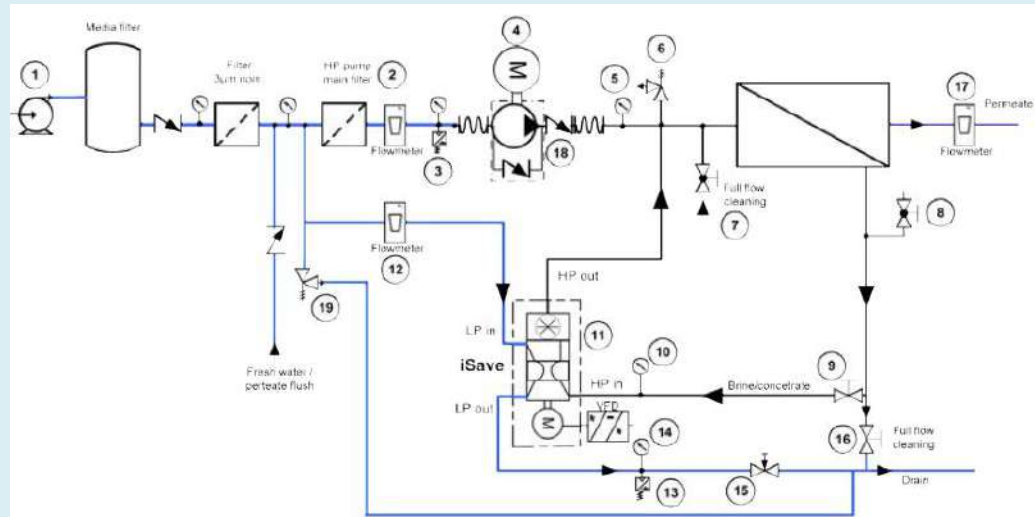 Media filter
1
Filter
3µm nom.
HP pump
main filter
2
Flowmeter
3
4
M
18
5
6
Full flow
cleaning
7
17
Permeate
Flowmeter
8
Flowmeter
12
19
Fresh water /
perteate flush
HP out
LP in
11
iSave
10
HP in
LP out
M
VFD
14
Brine/concetrate
9
16
Full flow
cleaning
13
15
Drain